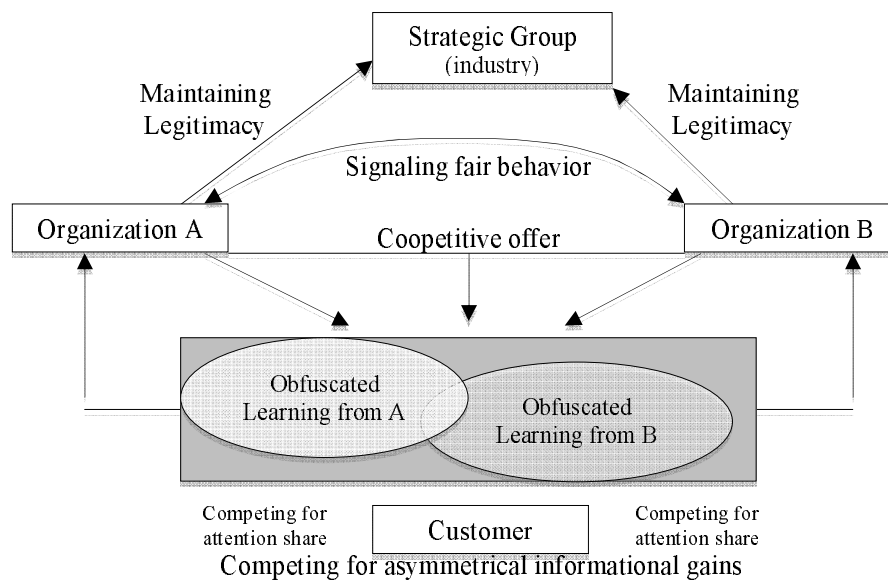 Strategic Group
(industry)
Maintaining
Legitimacy
Maintaining
Legitimacy
Signaling fair behavior
Organization A
Organization B
Coopetitive offer
Obfuscated
Learning from A
Obfuscated
Learning from B
Competing for
attention share
Customer
Competing for
attention share
Competing for asymmetrical informational gains